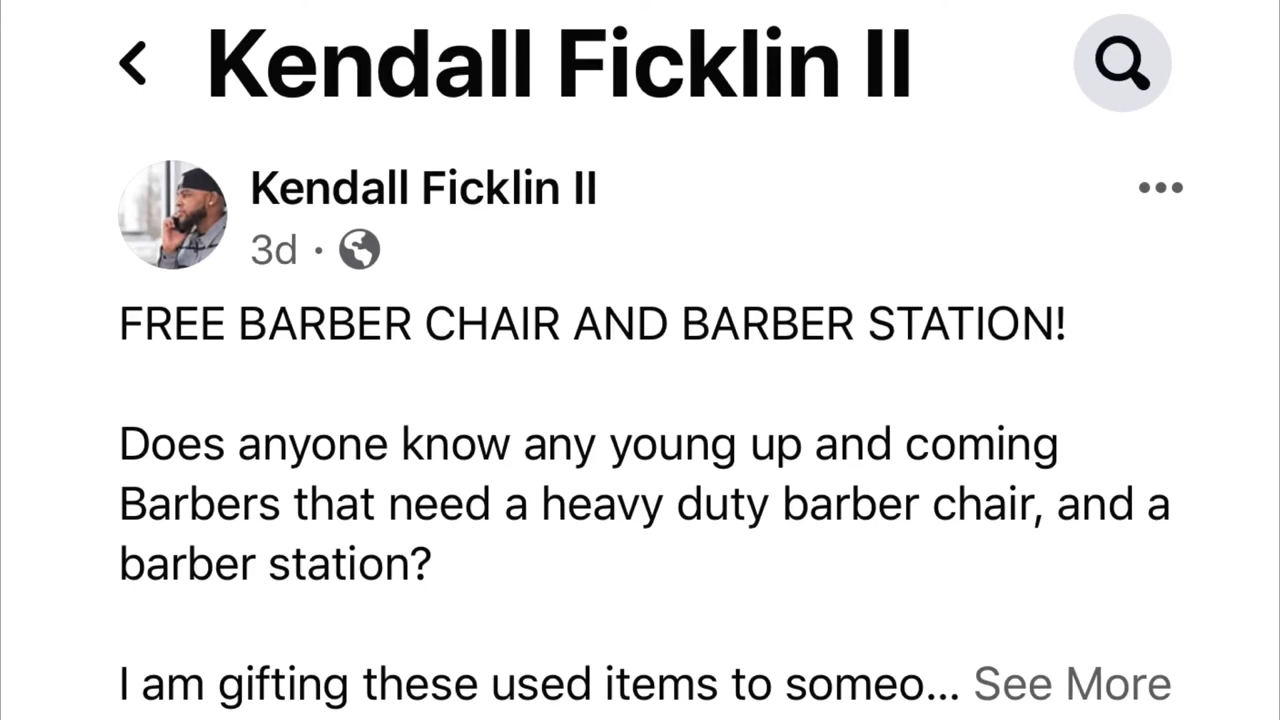 Kendall Ficklin II
Kendall Ficklin II
3d ·
FREE BARBER CHAIR AND BARBER STATION!
Does anyone know any young up and coming
Barbers that need a heavy duty barber chair, and a
barber station?
I am gifting these used items to someo... See More